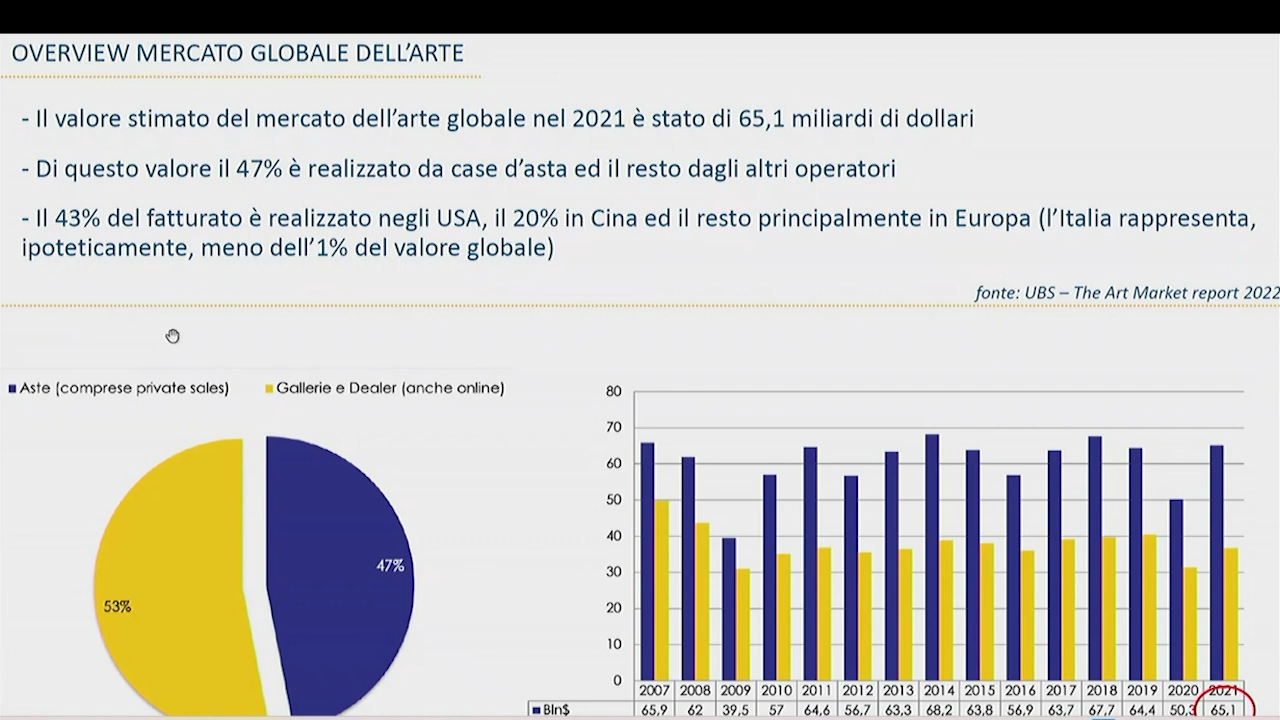 OVERVIEW MERCATO GLOBALE DELL'ARTE
- Il valore stimato del mercato dell'arte globale nel 2021 è stato di 65,1 miliardi di dollari
- Di questo valore il 47% è realizzato da case d'asta ed il resto dagli altri operatori
- Il 43% del fatturato è realizzato negli USA, il 20% in Cina ed il resto principalmente in Europa (l'Italia rappresenta,
ipoteticamente, meno dell'1% del valore globale)
fonte: UBS – The Art Market report 2022
Aste (comprese private sales) Gallerie e Dealer (anche online)
47%
53%
80
70
60
50
40
30
20
10
0
2007 2008 2009 2010 2011 2012 2013 2014 2015 2016 2017 2018 2019 2020 2021
Bln$ 65,9 62 39,5 57 64,6 56,7 63,3 68,2 63,8 56,9 63,7 67,7 64,4 50,3 65,1